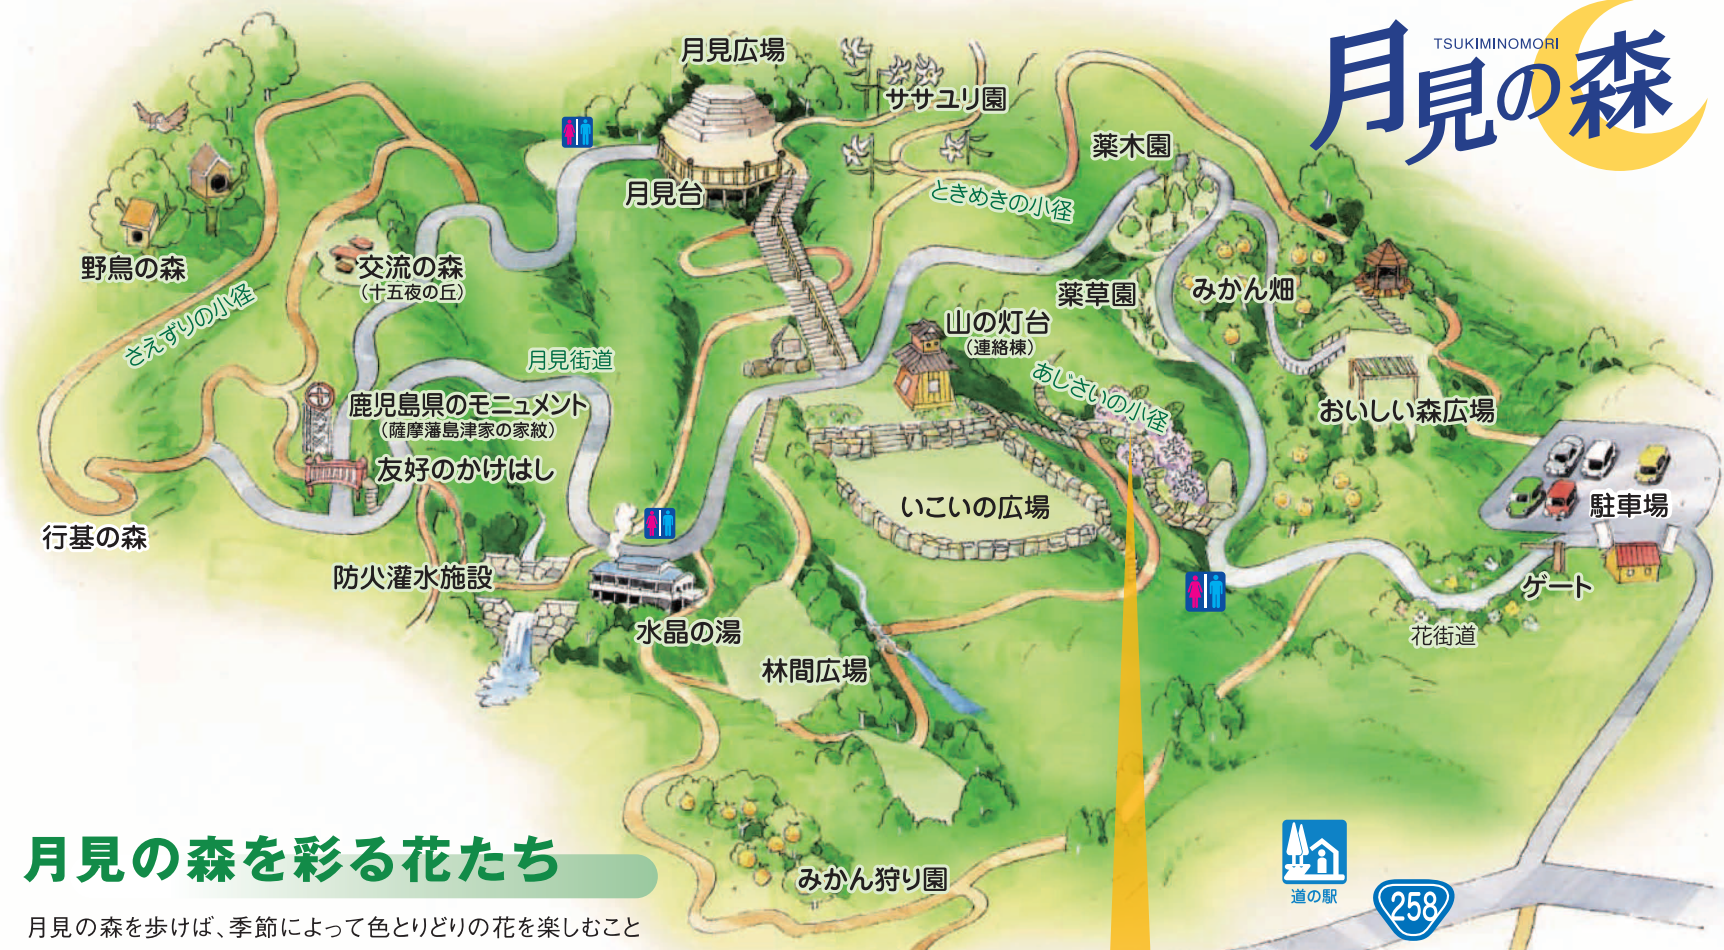 TSUKIMINOMORI
月見の森
月見広場
ササユリ園
薬木園
月見台
ときめきの小径
野鳥の森
交流の森
(十五夜の丘)
薬草園
みかん畑
さえずりの小径
山の灯台
(連絡棟)
月見街道
あじさいの小径
鹿児島県のモニュメント
(薩摩藩島津家の家紋)
おいしい森広場
友好のかけはし
いこいの広場
駐車場
行基の森
防火灌水施設
ゲート
水晶の湯
花街道
林間広場
みかん狩り園
道の駅
258
月見の森を彩る花たち
月見の森を歩けば、季節によって色とりどりの花を楽しむこと